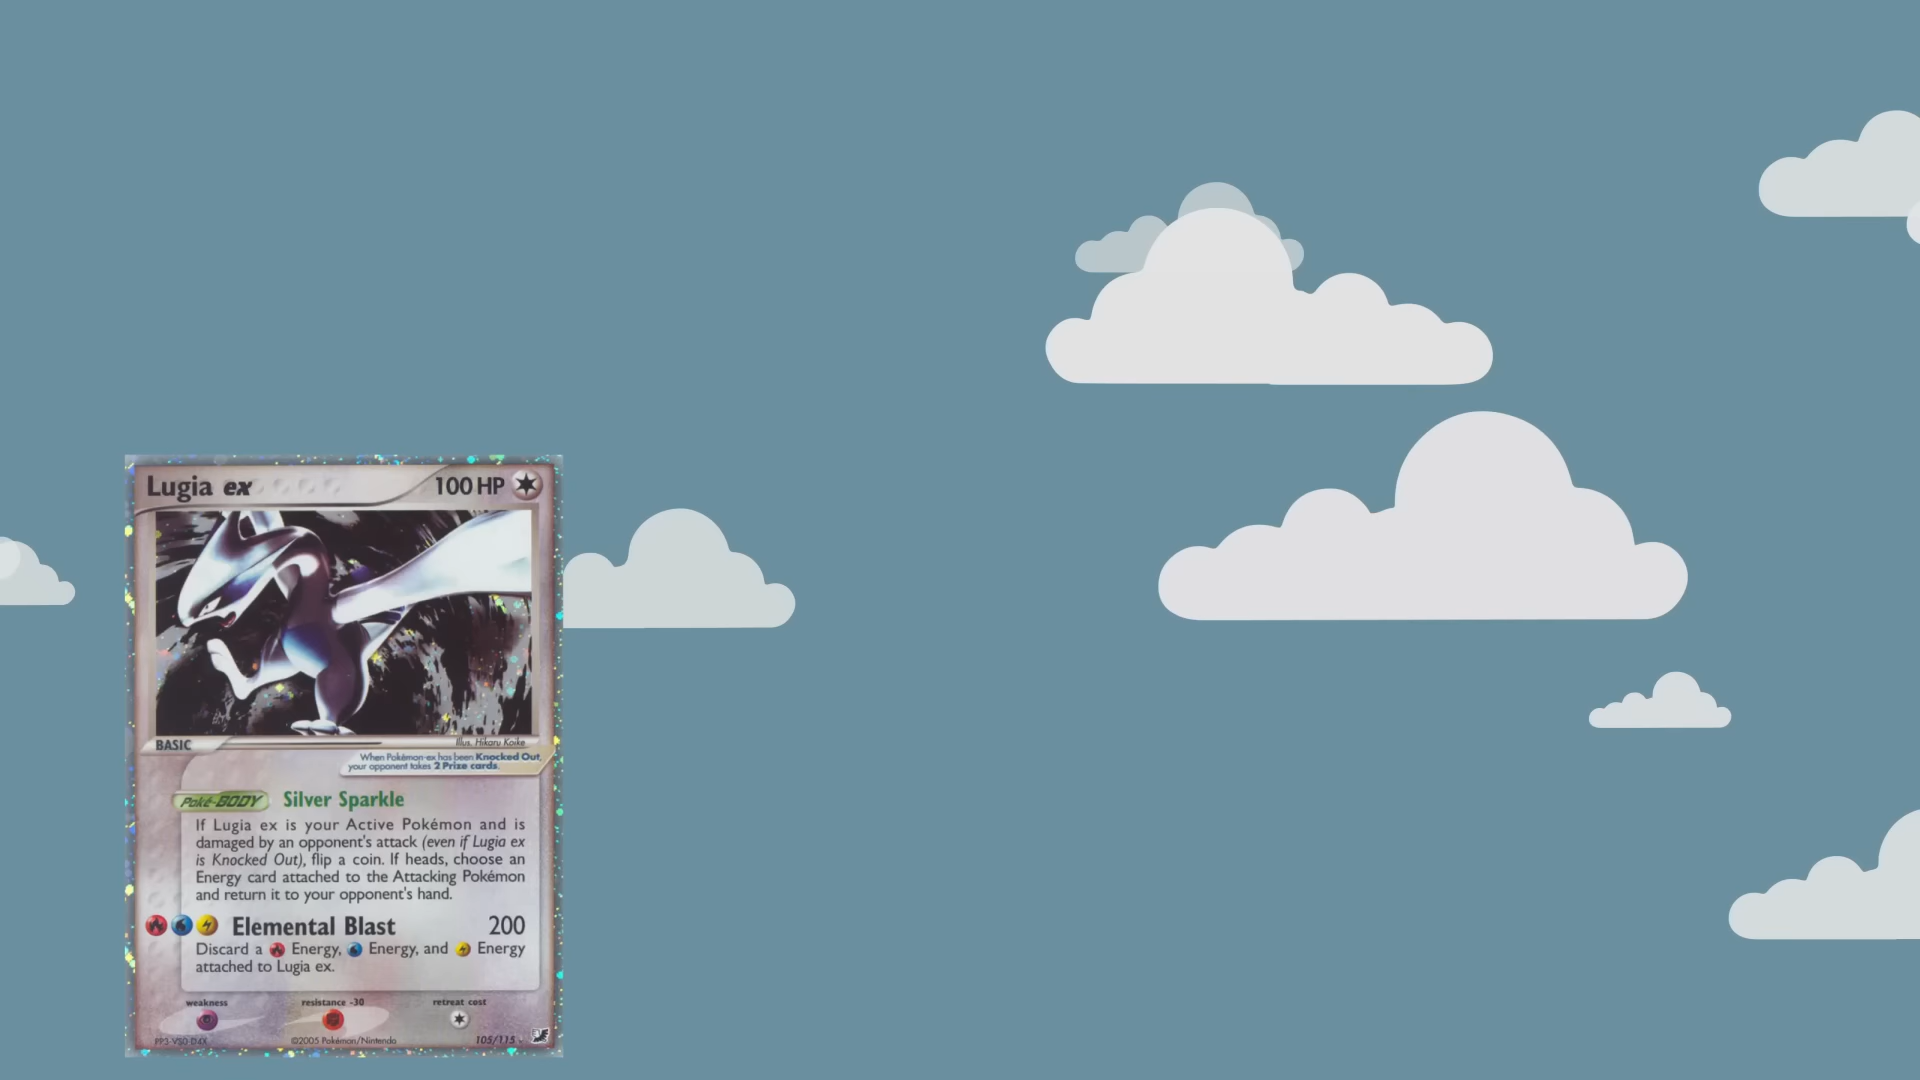 Lugia ex 100 HP
BASIC
Illus. Hikaru Koike
When Pokémon-ex has been Knocked Out,
your opponent takes 2 Prize cards.
Poké-BODY Silver Sparkle
If Lugia ex is your Active Pokémon and is
damaged by an opponent's attack (even if Lugia ex
is Knocked Out), flip a coin. If heads, choose an
Energy card attached to the Attacking Pokémon
and return it to your opponent's hand.
Elemental Blast 200
Discard a Energy, Energy, and Energy
attached to Lugia ex.
weakness resistance -30 retreat cost
©2005 Pokémon/Nintendo 105/115